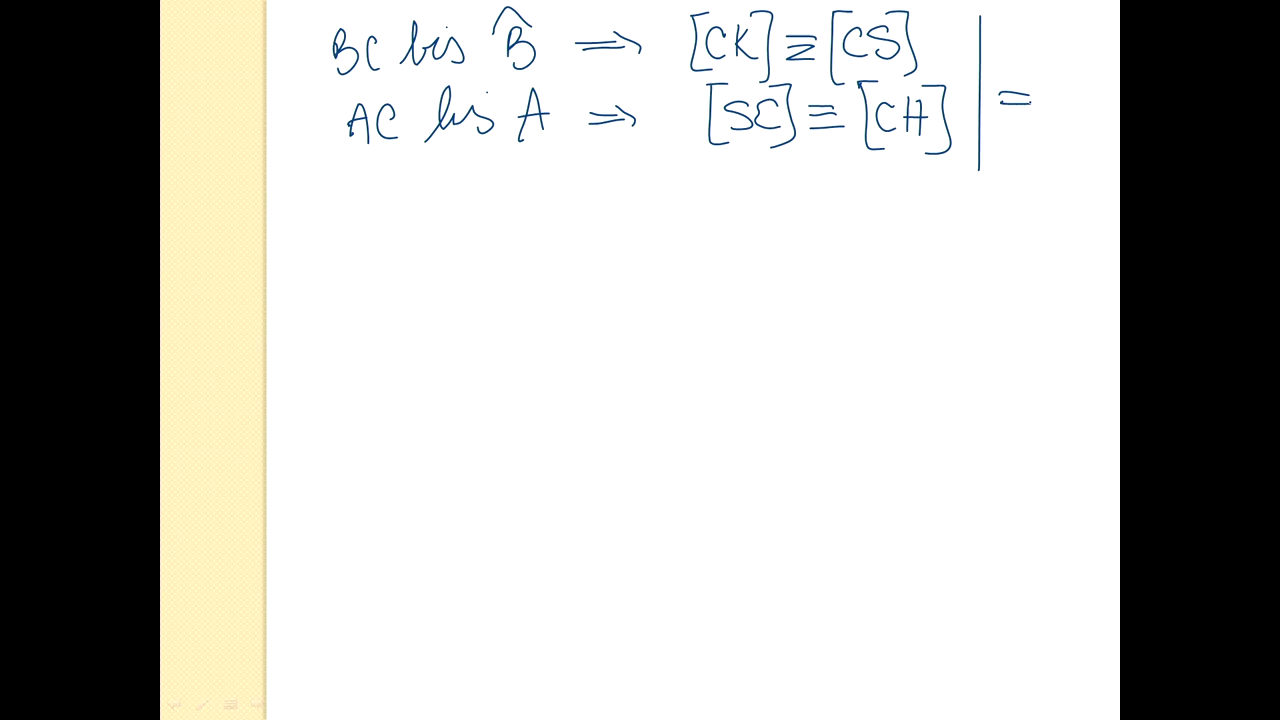 BC bis B̂ ⇒ [CK] ≡ [CS]
AC bis A ⇒ [SC] ≡ [CH] | =